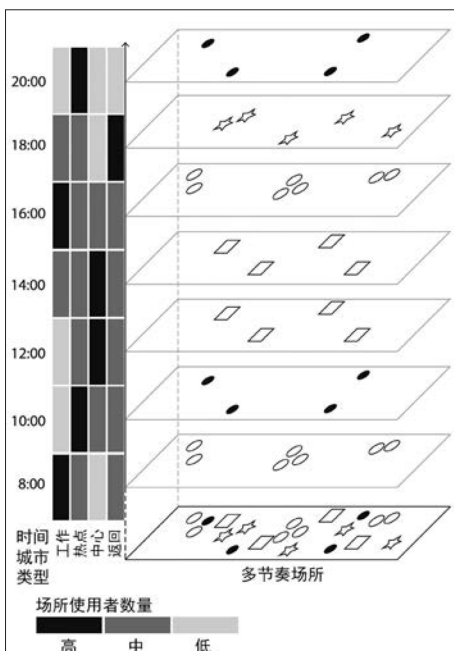 20:00
18:00
16:00
14:00
12:00
10:00
8:00
时间
城市
类型
工作
热点
中心
返回
多节奏场所
场所使用者数量
高 中 低